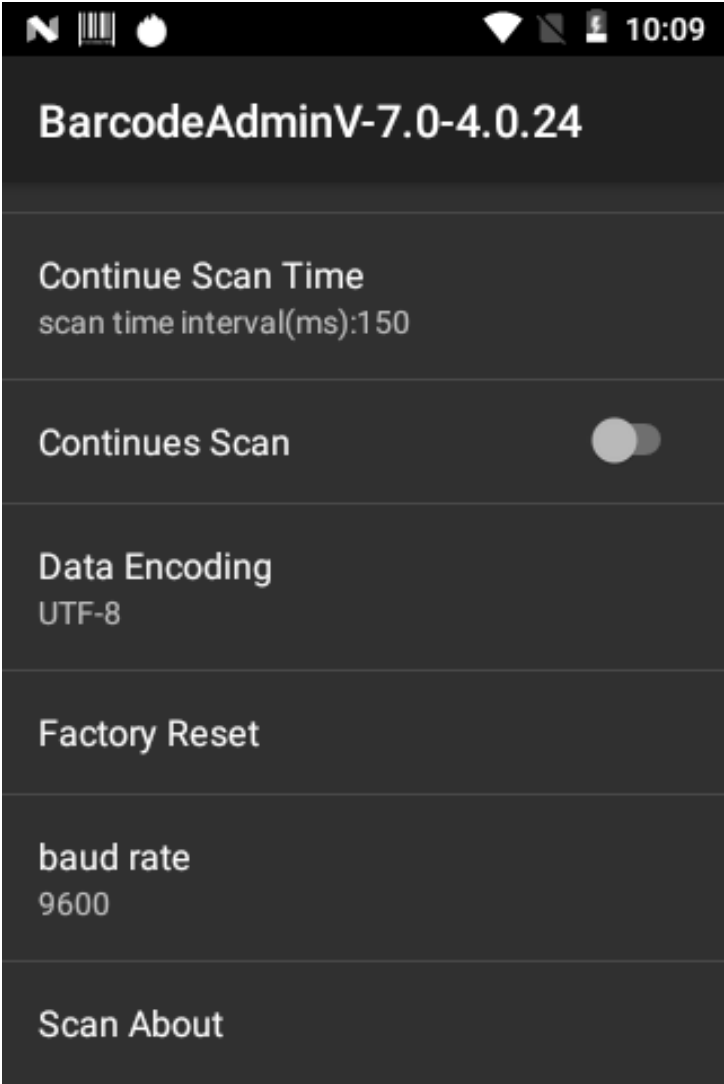 10:09
BarcodeAdminV-7.0-4.0.24
Continue Scan Time
scan time interval(ms):150
Continues Scan
Data Encoding
UTF-8
Factory Reset
baud rate
9600
Scan About